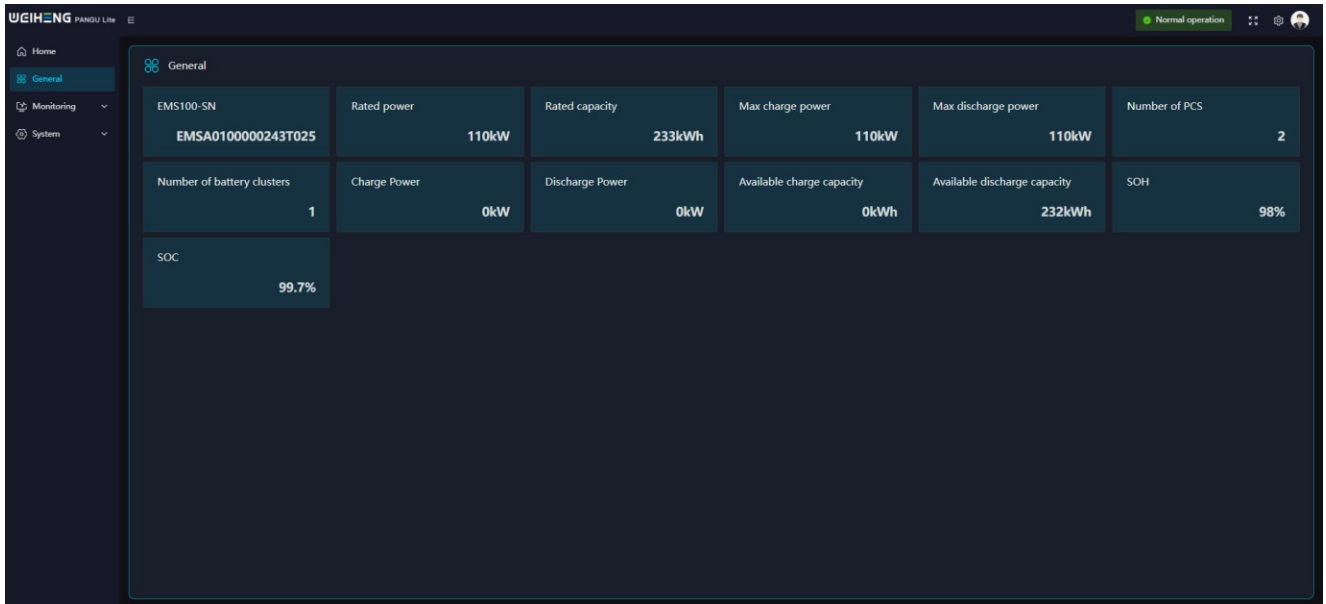 WEIHENG PANGU Lite
Normal operation
Home
General
Monitoring
System
General
EMS100-SN
EMSA0100000243T025
Rated power
110kW
Rated capacity
233kWh
Max charge power
110kW
Max discharge power
110kW
Number of PCS
2
Number of battery clusters
1
Charge Power
0kW
Discharge Power
0kW
Available charge capacity
0kWh
Available discharge capacity
232kWh
SOH
98%
SOC
99.7%